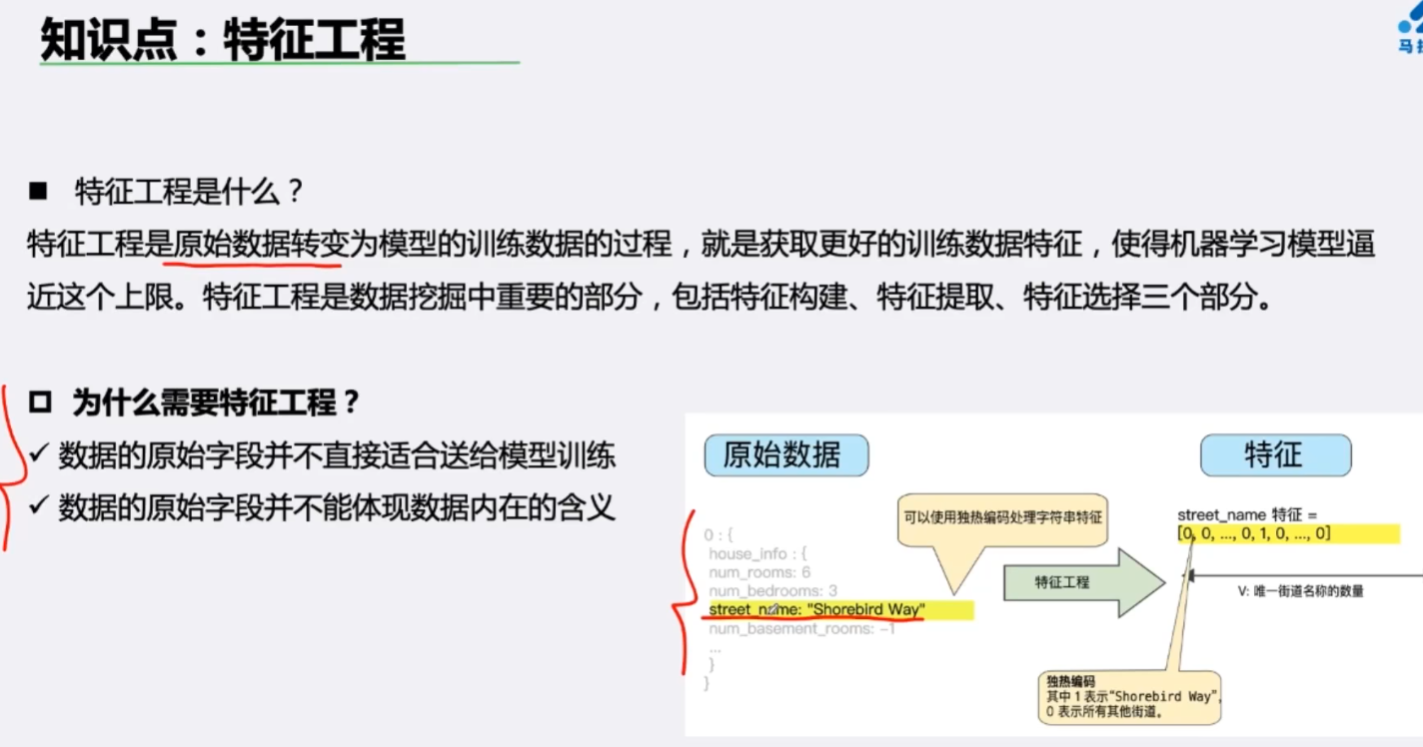 知识点：特征工程
■ 特征工程是什么？
特征工程是原始数据转变为模型的训练数据的过程，就是获取更好的训练数据特征，使得机器学习模型逼
近这个上限。特征工程是数据挖掘中重要的部分，包括特征构建、特征提取、特征选择三个部分。
为什么需要特征工程？
✓ 数据的原始字段并不直接适合送给模型训练
✓ 数据的原始字段并不能体现数据内在的含义
原始数据
特征
可以使用独热编码处理字符串特征
0 : {
house_info : {
num_rooms: 6
num_bedrooms: 3
street_name: "Shorebird Way"
num_basement_rooms: -1
...
}
}
特征工程
street_name 特征 =
[0, 0, ..., 0, 1, 0, ..., 0]
V: 唯一街道名称的数量
独热编码
其中 1 表示“Shorebird Way”,
0 表示所有其他街道。